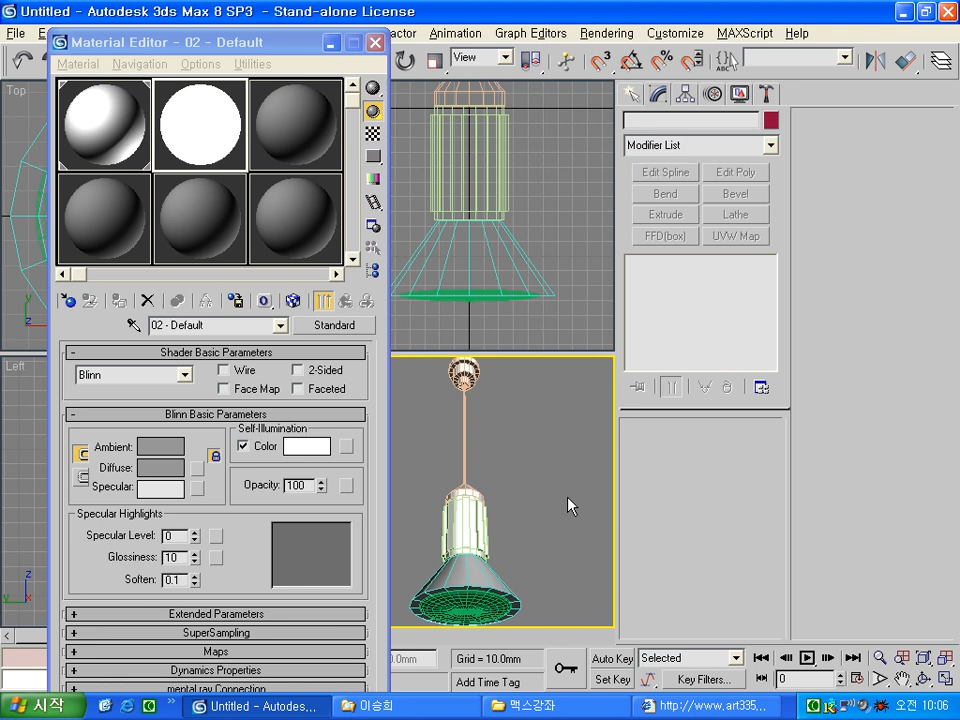 Untitled - Autodesk 3ds Max 8 SP3 - Stand-alone License
File
actor
Animation
Graph Editors
Rendering
Customize
MAXScript
Help
View
Material Editor - 02 - Default
Material
Navigation
Options
Utilities
Top
Left
02 - Default
Standard
Shader Basic Parameters
Blinn
Wire
2-Sided
Face Map
Faceted
Blinn Basic Parameters
Ambient:
Diffuse:
Specular:
Self-Illumination
Color
Opacity:
100
Specular Highlights
Specular Level:
0
Glossiness:
10
Soften:
0.1
Extended Parameters
SuperSampling
Maps
Dynamics Properties
mental ray Connection
Modifier List
Edit Spline
Edit Poly
Bend
Bevel
Extrude
Lathe
FFD(box)
UVW Map
0.0mm
Grid = 10.0mm
Add Time Tag
Auto Key
Selected
Set Key
Key Filters...
0
시작
Untitled - Autodes...
이승희
맥스강좌
http://www.art335...
오전 10:06